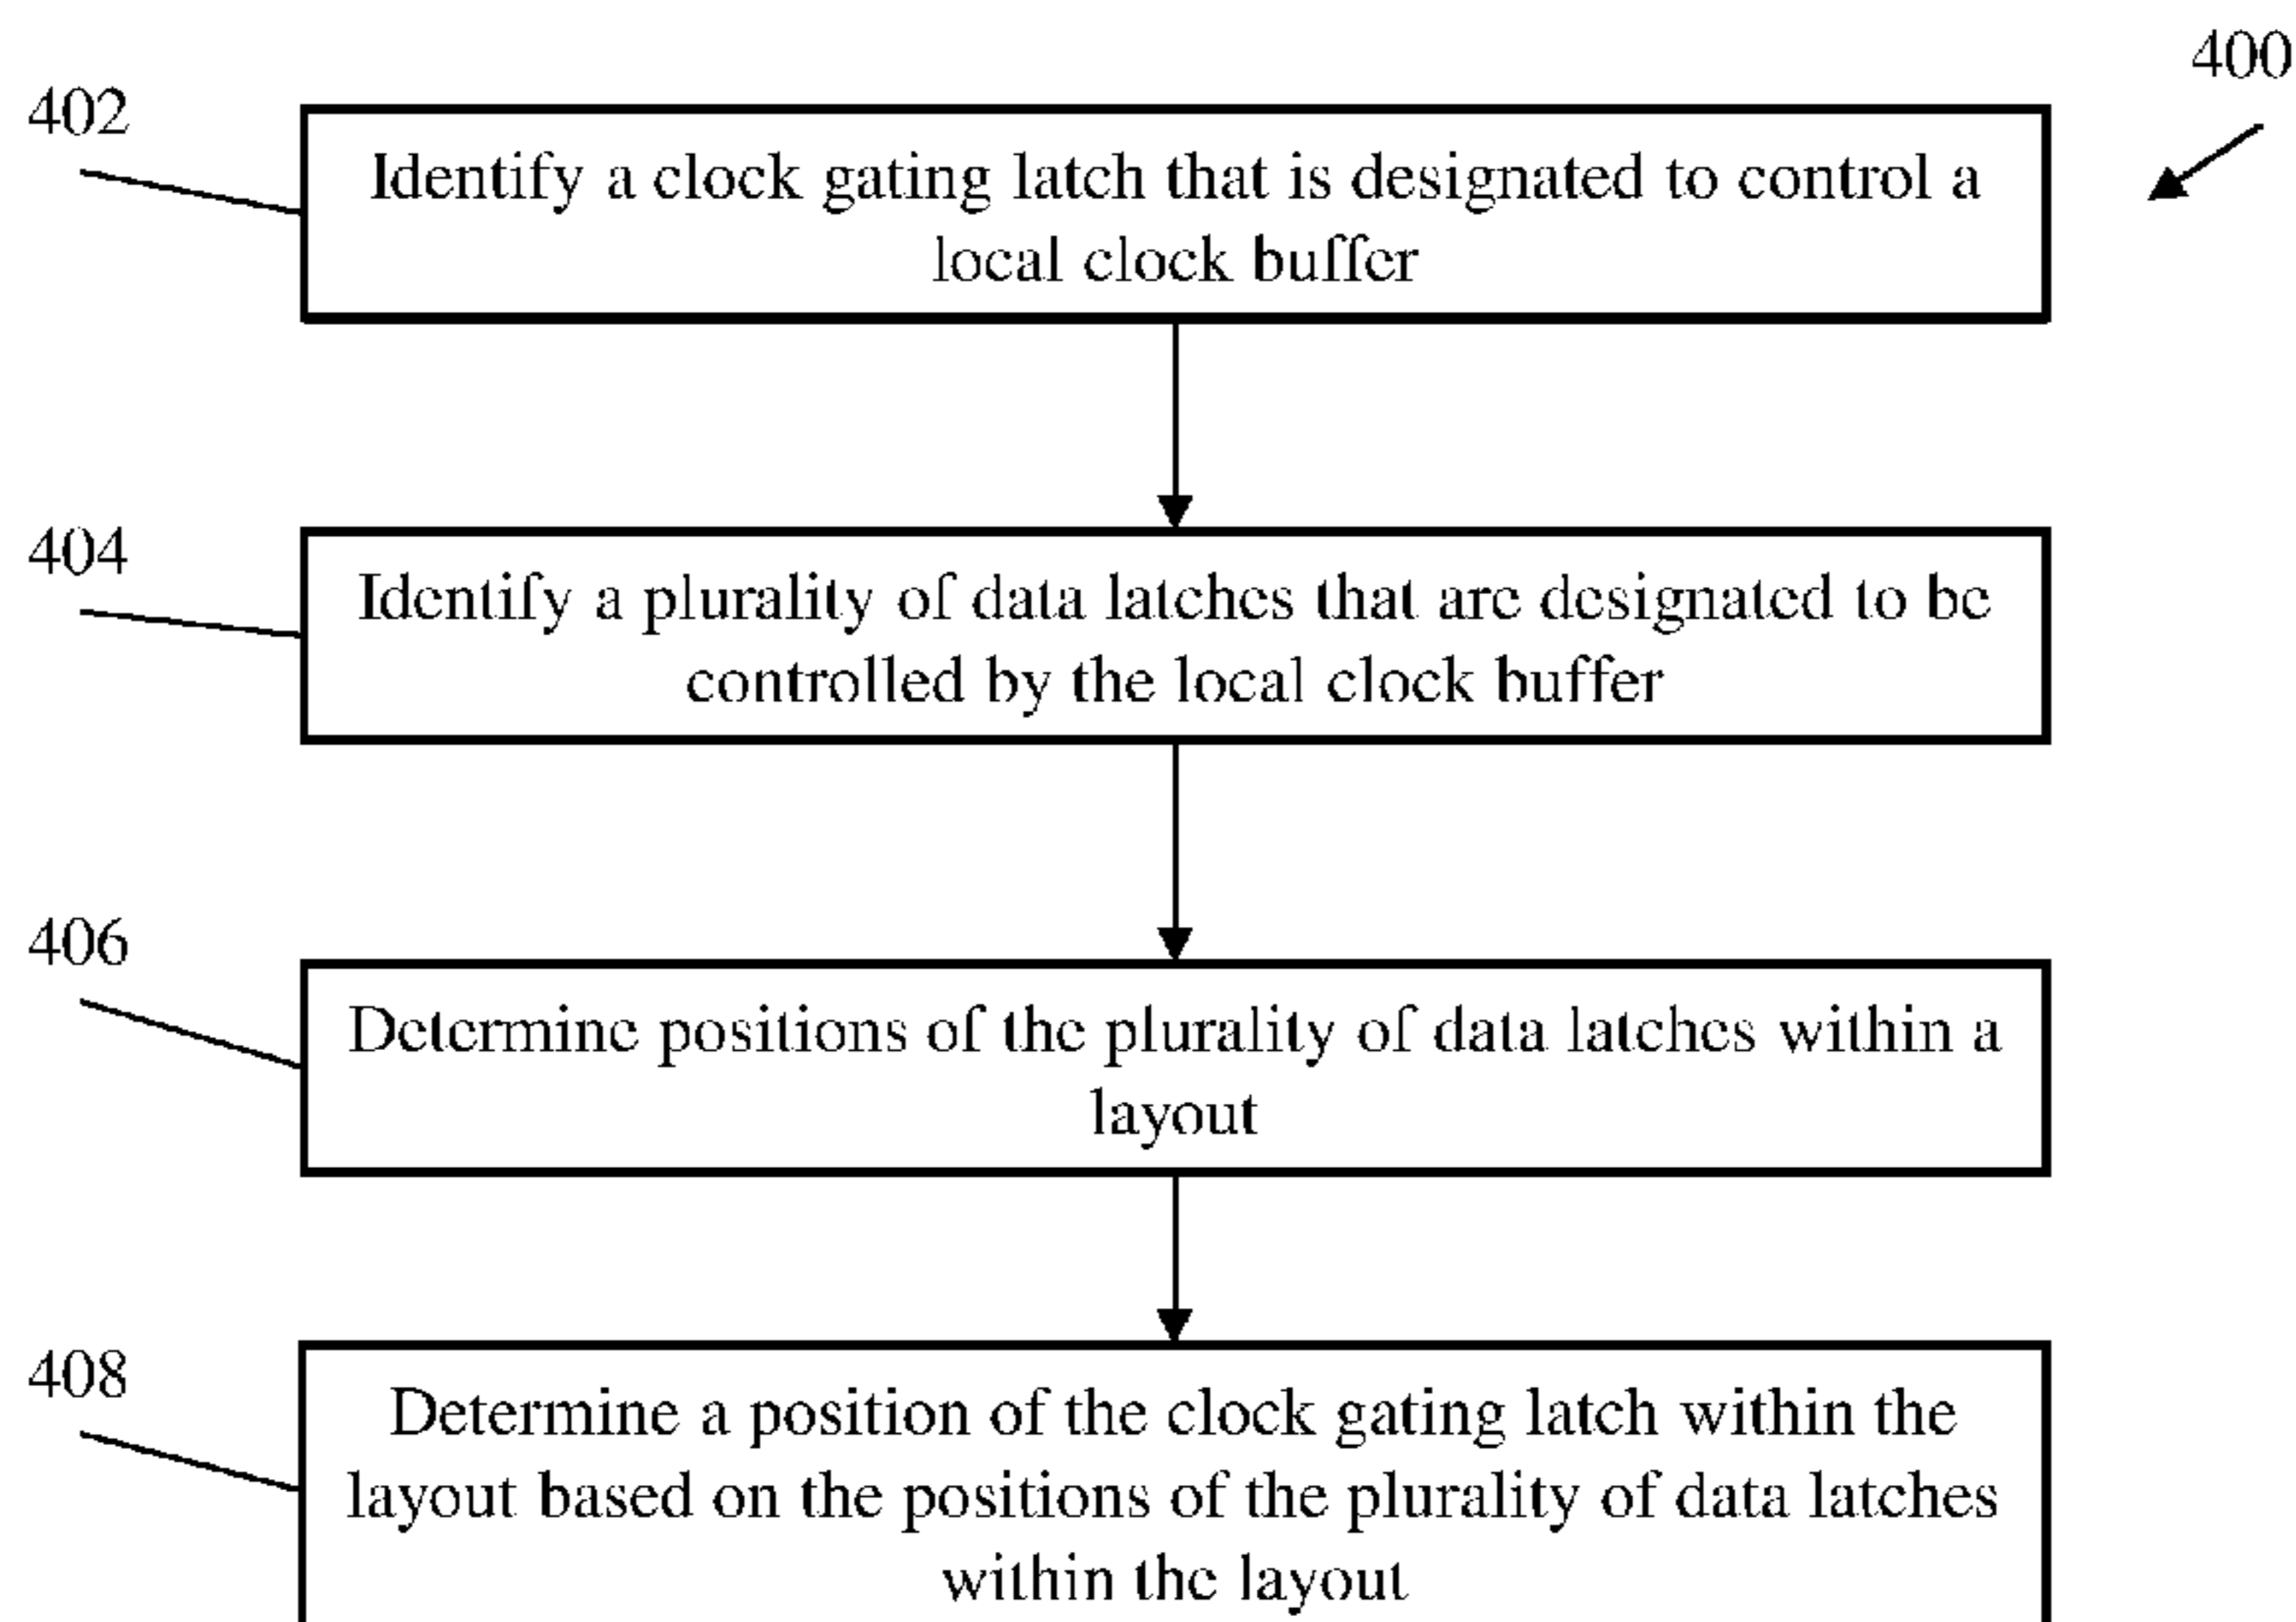 400
402
Identify a clock gating latch that is designated to control a
local clock buffer
404
Identify a plurality of data latches that are designated to be
controlled by the local clock buffer
406
Determine positions of the plurality of data latches within a
layout
408
Determine a position of the clock gating latch within the
layout based on the positions of the plurality of data latches
within the layout